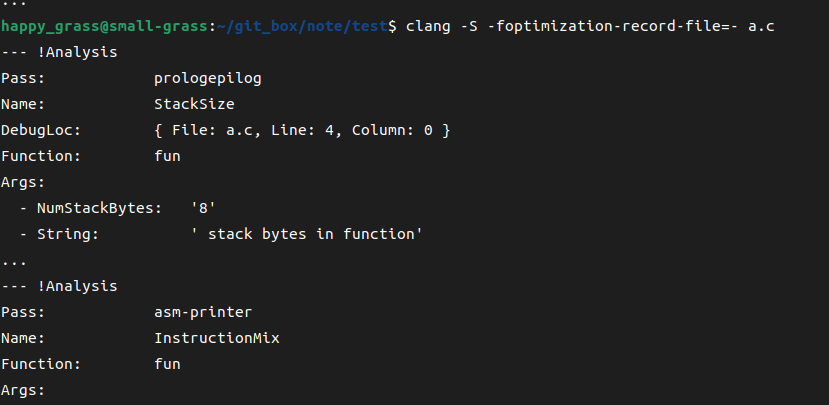 ...
happy_grass@small-grass:~/git_box/note/test$ clang -S -foptimization-record-file=- a.c
--- !Analysis
Pass:            prologepilog
Name:            StackSize
DebugLoc:        { File: a.c, Line: 4, Column: 0 }
Function:        fun
Args:
  - NumStackBytes:   '8'
  - String:          ' stack bytes in function'
...
--- !Analysis
Pass:            asm-printer
Name:            InstructionMix
Function:        fun
Args: